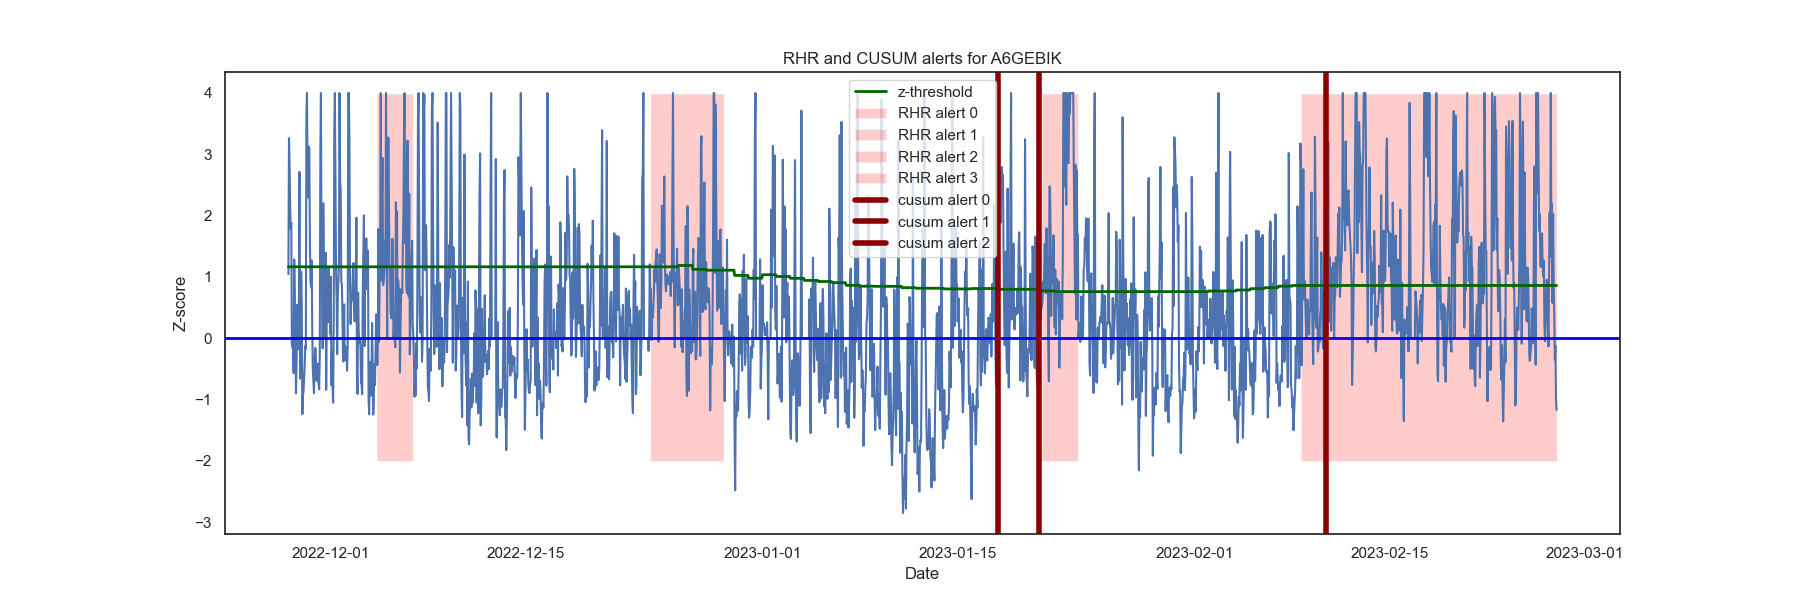 RHR and CUSUM alerts for A6GEBIK
4
3
2
1
0
−1
−2
−3
Z-score
z-threshold
RHR alert 0
RHR alert 1
RHR alert 2
RHR alert 3
cusum alert 0
cusum alert 1
cusum alert 2
2022-12-01
2022-12-15
2023-01-01
2023-01-15
2023-02-01
2023-02-15
2023-03-01
Date